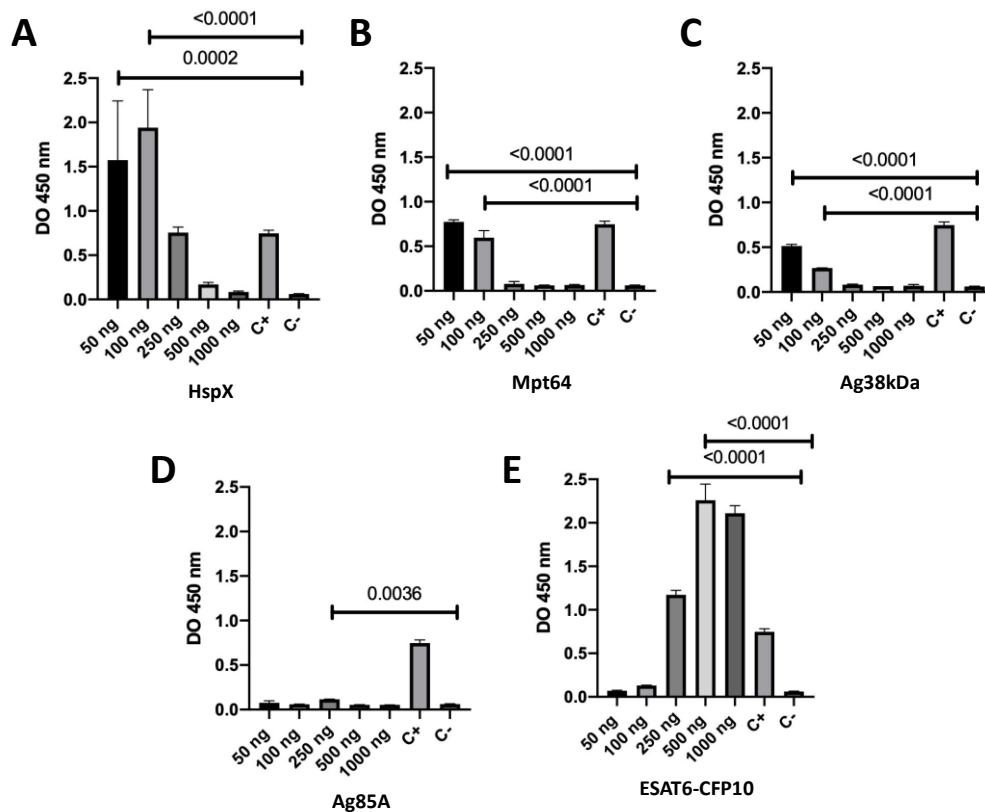 A
<0.0001
0.0002
DO 450 nm
2.5
2.0
1.5
1.0
0.5
0.0
50 ng
100 ng
250 ng
500 ng
1000 ng
C+
C-
HspX
B
<0.0001
<0.0001
DO 450 nm
2.5
2.0
1.5
1.0
0.5
0.0
50 ng
100 ng
250 ng
500 ng
1000 ng
C+
C-
Mpt64
C
<0.0001
<0.0001
DO 450 nm
2.5
2.0
1.5
1.0
0.5
0.0
50 ng
100 ng
250 ng
500 ng
1000 ng
C+
C-
Ag38kDa
D
0.0036
DO 450 nm
2.5
2.0
1.5
1.0
0.5
0.0
50 ng
100 ng
250 ng
500 ng
1000 ng
C+
C-
Ag85A
E
<0.0001
<0.0001
DO 450 nm
2.5
2.0
1.5
1.0
0.5
0.0
50 ng
100 ng
250 ng
500 ng
1000 ng
C+
C-
ESAT6-CFP10